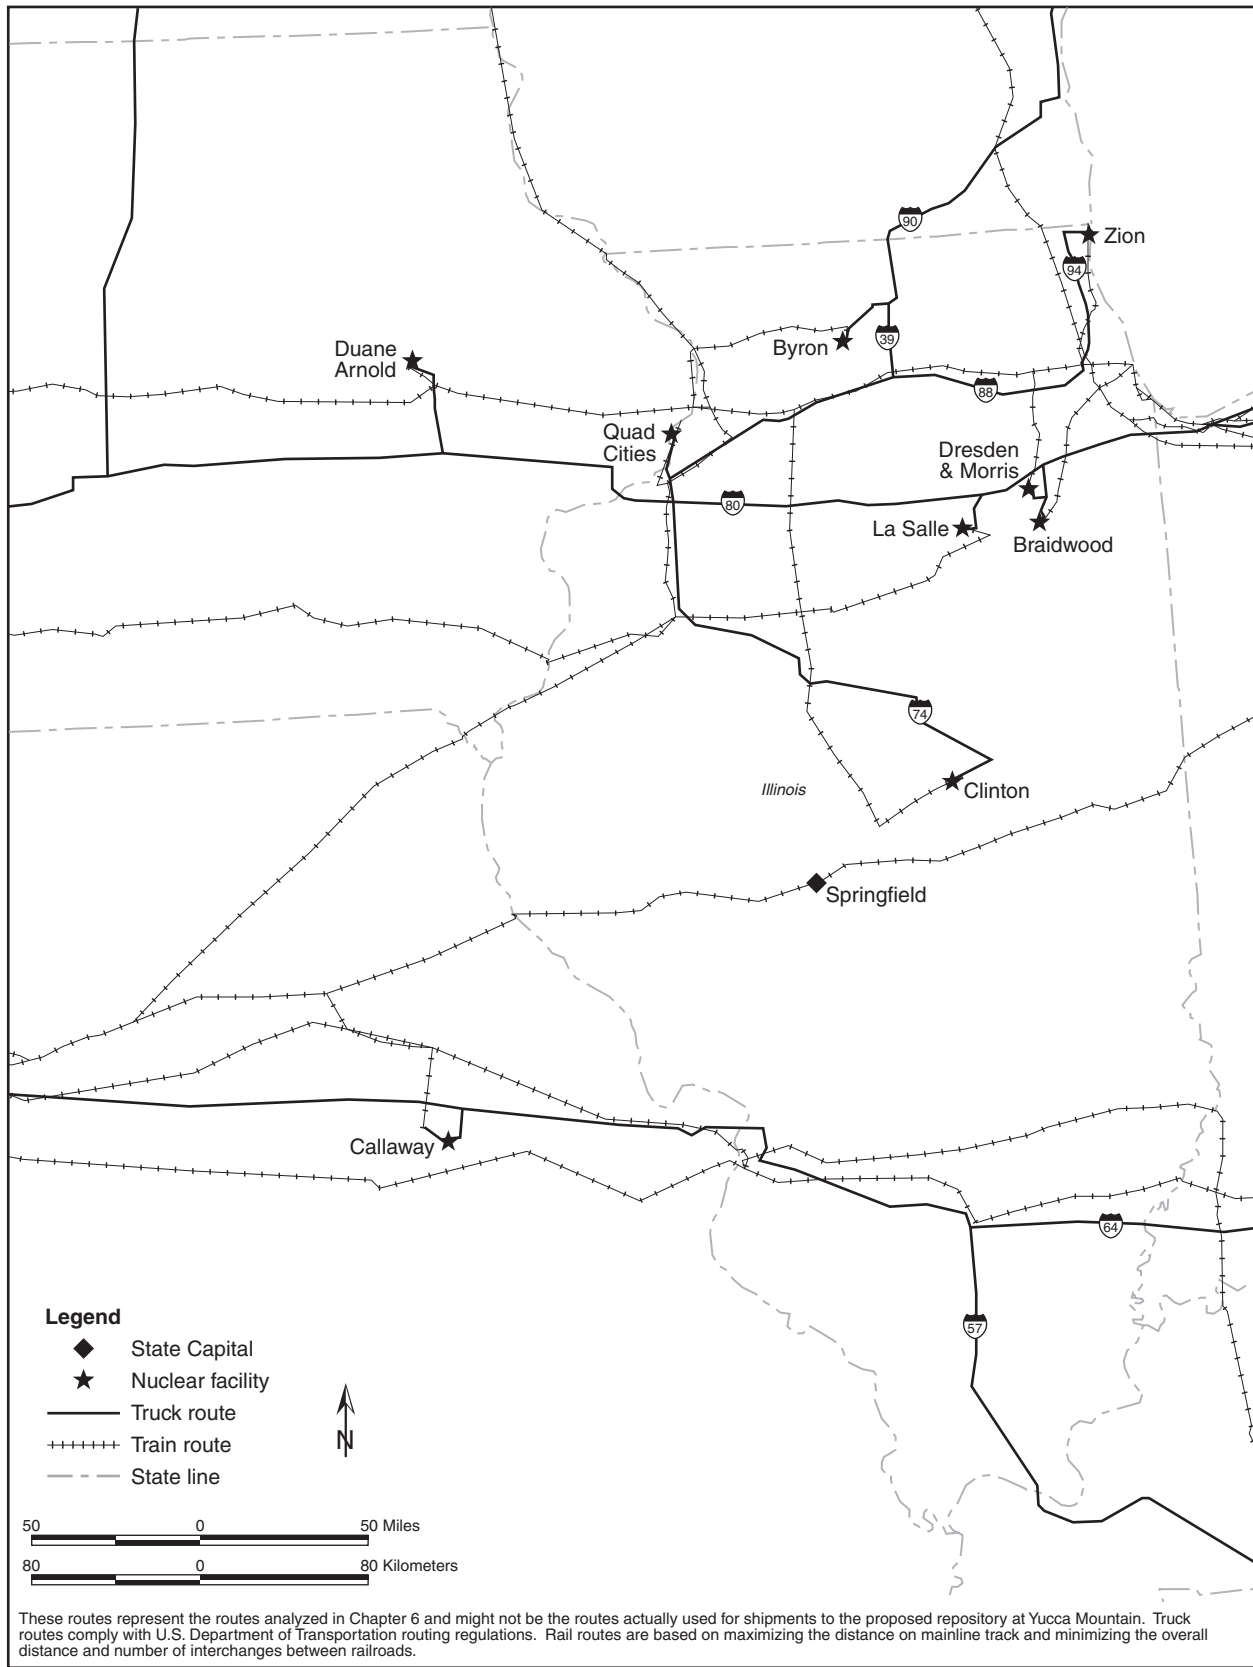 90
Zion
94
Duane
Arnold
Byron
39
88
Quad
Cities
Dresden
& Morris
80
La Salle
Braidwood
74
Illinois
Clinton
Springfield
Callaway
64
57
Legend
State Capital
Nuclear facility
Truck route
Train route
State line
N
50 0 50 Miles
80 0 80 Kilometers
These routes represent the routes analyzed in Chapter 6 and might not be the routes actually used for shipments to the proposed repository at Yucca Mountain. Truck
routes comply with U.S. Department of Transportation routing regulations. Rail routes are based on maximizing the distance on mainline track and minimizing the overall
distance and number of interchanges between railroads.